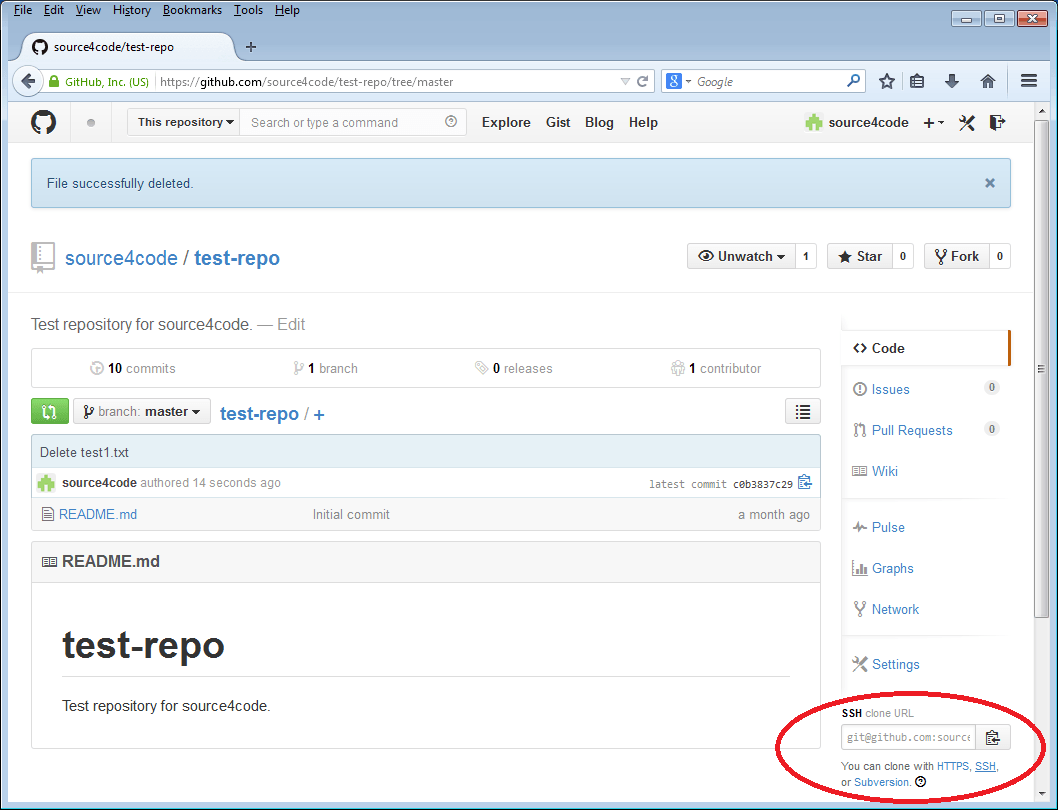 File Edit View History Bookmarks Tools Help
source4code/test-repo
GitHub, Inc. (US) https://github.com/source4code/test-repo/tree/master
8 Google
This repository Search or type a command Explore Gist Blog Help source4code
File successfully deleted.
source4code / test-repo
Unwatch 1 Star 0 Fork 0
Test repository for source4code. — Edit
10 commits 1 branch 0 releases 1 contributor
branch: master test-repo / +
Delete test1.txt
source4code authored 14 seconds ago latest commit c0b3837c29
README.md Initial commit a month ago
README.md
test-repo
Test repository for source4code.
Code
Issues 0
Pull Requests 0
Wiki
Pulse
Graphs
Network
Settings
SSH clone URL
git@github.com:source
You can clone with HTTPS, SSH,
or Subversion.